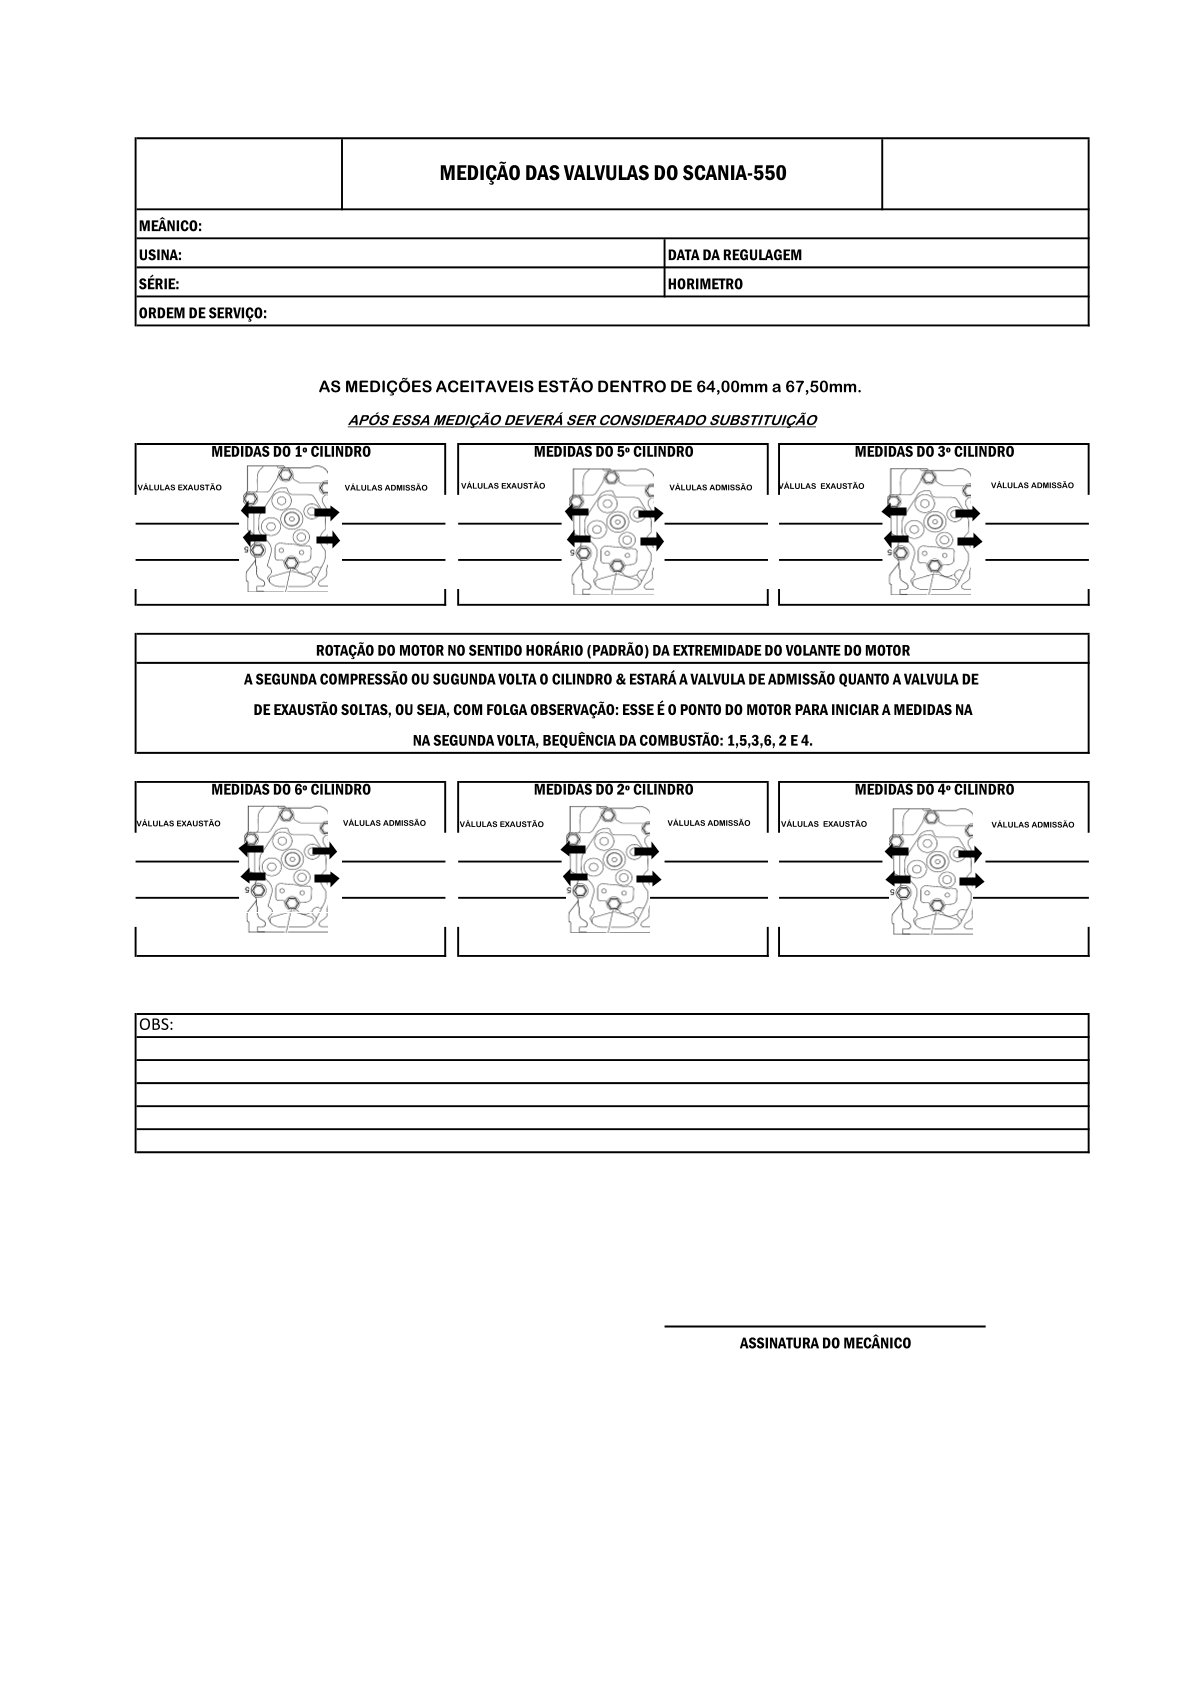 MEDIÇÃO DAS VALVULAS DO SCANIA-550
MEÂNICO:
USINA:
DATA DA REGULAGEM
SÉRIE:
HORIMETRO
ORDEM DE SERVIÇO:
AS MEDIÇÕES ACEITAVEIS ESTÃO DENTRO DE 64,00mm a 67,50mm.
APÓS ESSA MEDIÇÃO DEVERÁ SER CONSIDERADO SUBSTITUIÇÃO
MEDIDAS DO 1º CILINDRO
VÁLULAS EXAUSTÃO
VÁLULAS ADMISSÃO
5
MEDIDAS DO 5º CILINDRO
VÁLULAS EXAUSTÃO
VÁLULAS ADMISSÃO
5
MEDIDAS DO 3º CILINDRO
VÁLULAS EXAUSTÃO
VÁLULAS ADMISSÃO
5
ROTAÇÃO DO MOTOR NO SENTIDO HORÁRIO (PADRÃO) DA EXTREMIDADE DO VOLANTE DO MOTOR
A SEGUNDA COMPRESSÃO OU SUGUNDA VOLTA O CILINDRO & ESTARÁ A VALVULA DE ADMISSÃO QUANTO A VALVULA DE
DE EXAUSTÃO SOLTAS, OU SEJA, COM FOLGA OBSERVAÇÃO: ESSE É O PONTO DO MOTOR PARA INICIAR A MEDIDAS NA
NA SEGUNDA VOLTA, BEQUÊNCIA DA COMBUSTÃO: 1,5,3,6, 2 E 4.
MEDIDAS DO 6º CILINDRO
VÁLULAS EXAUSTÃO
VÁLULAS ADMISSÃO
5
MEDIDAS DO 2º CILINDRO
VÁLULAS EXAUSTÃO
VÁLULAS ADMISSÃO
5
MEDIDAS DO 4º CILINDRO
VÁLULAS EXAUSTÃO
VÁLULAS ADMISSÃO
5
OBS:
ASSINATURA DO MECÂNICO